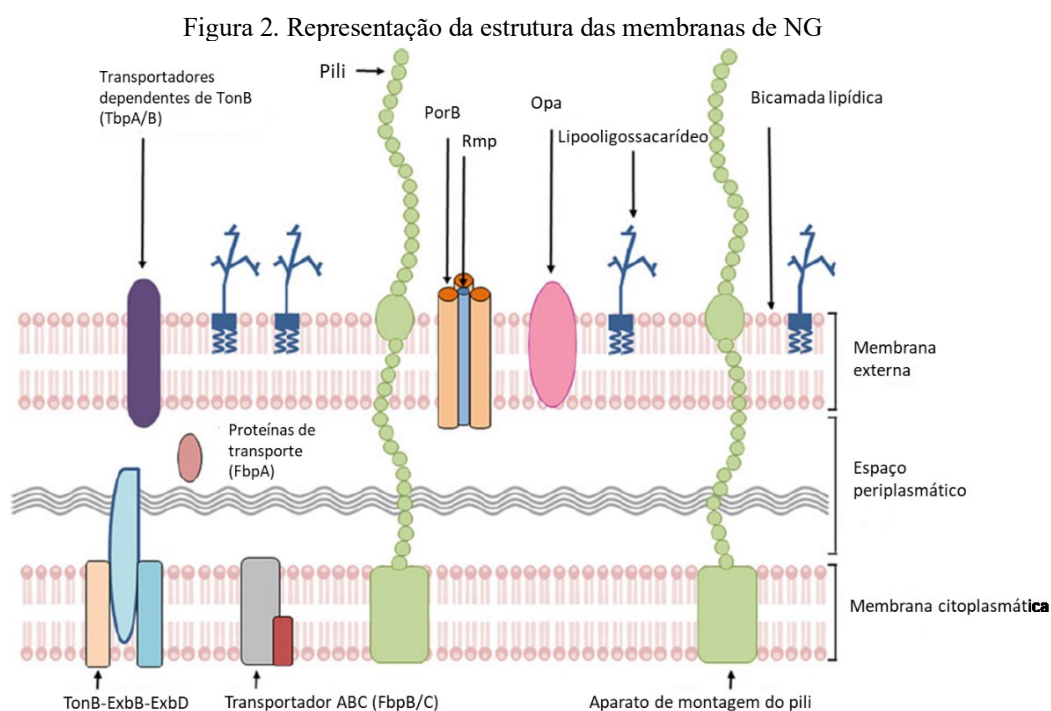 Figura 2. Representação da estrutura das membranas de NG
Pili
Transportadores
dependentes de TonB
(TbpA/B)
PorB
Rmp
Opa
Lipooligossacarídeo
Bicamada lipídica
Membrana
externa
Proteínas de
transporte
(FbpA)
Espaço
periplasmático
Membrana citoplasmática
TonB-ExbB-ExbD
Transportador ABC (FbpB/C)
Aparato de montagem do pili